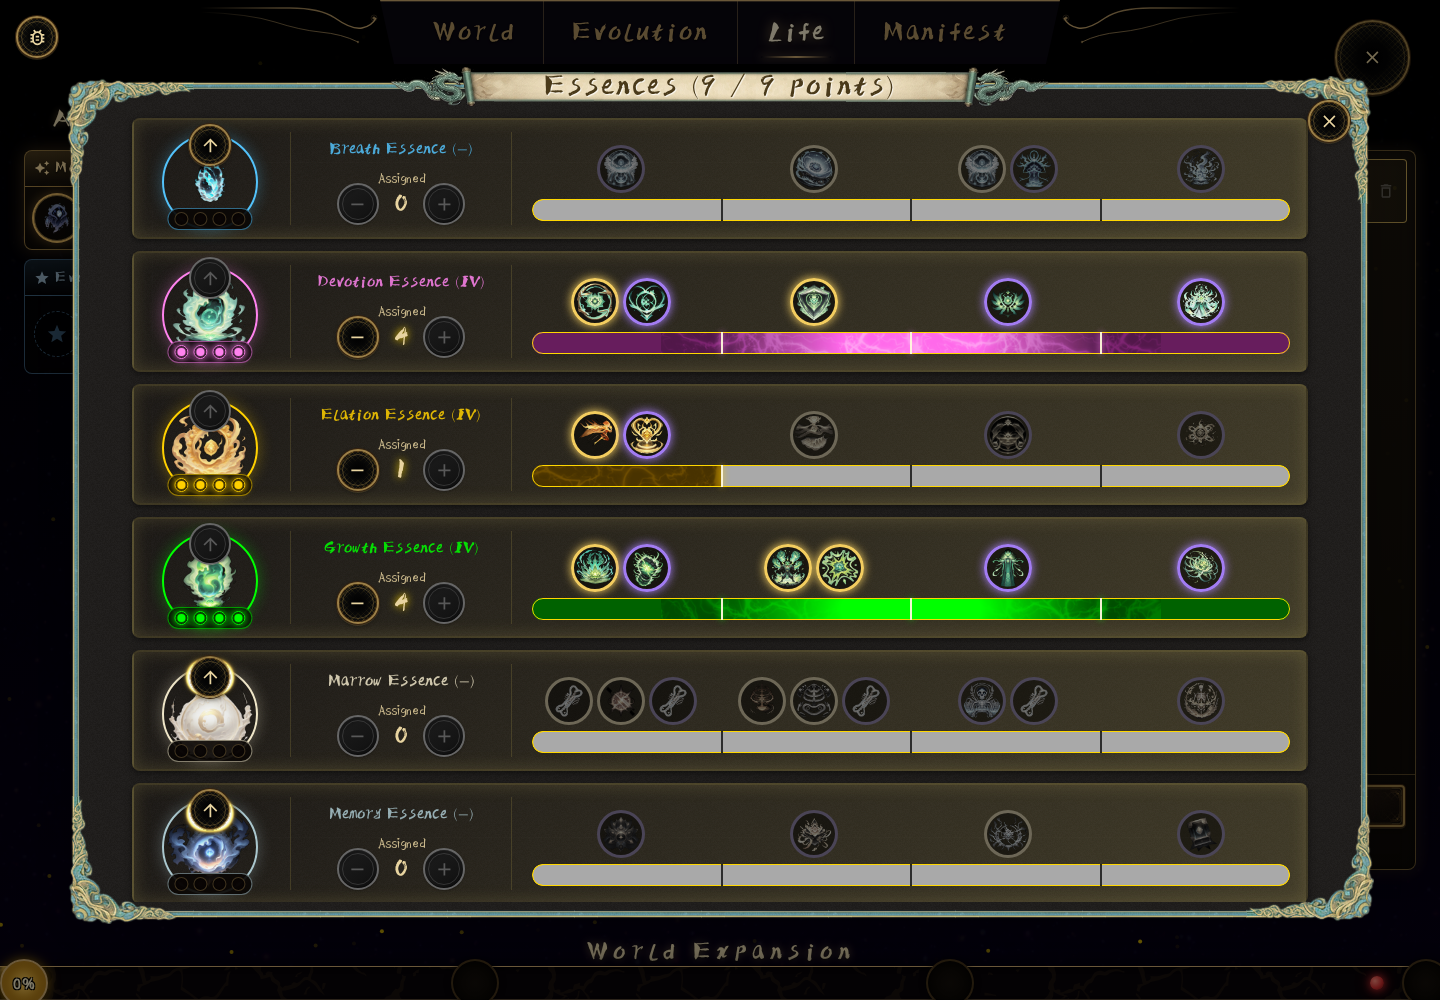 World
Evolution
Life
Manifest
Essences (9 / 9 points)
Breath Essence (—)
Assigned
0
Devotion Essence (IV)
Assigned
4
Elation Essence (IV)
Assigned
1
Growth Essence (IV)
Assigned
4
Marrow Essence (—)
Assigned
0
Memory Essence (—)
Assigned
0
World Expansion
0%